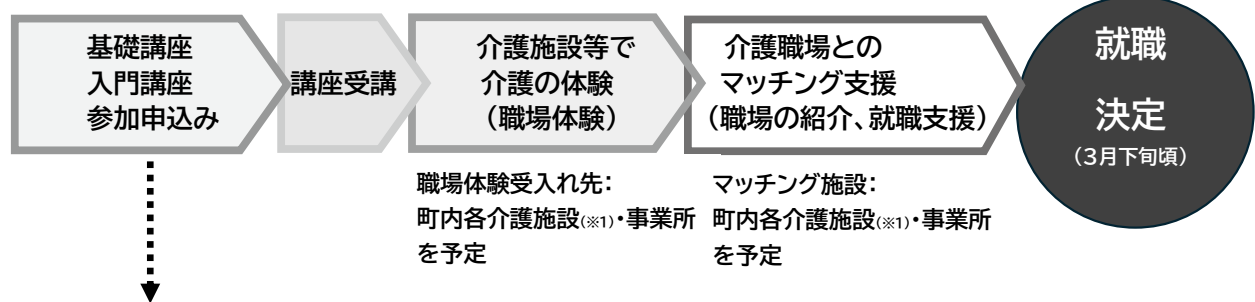 基礎講座
入門講座
参加申込み
講座受講
介護施設等で
介護の体験
（職場体験）
介護職場との
マッチング支援
（職場の紹介、就職支援）
就職
決定
（３月下旬頃）
職場体験受入れ先：
町内各介護施設(※1)・事業所
を予定
マッチング施設：
町内各介護施設(※1)・事業所
を予定